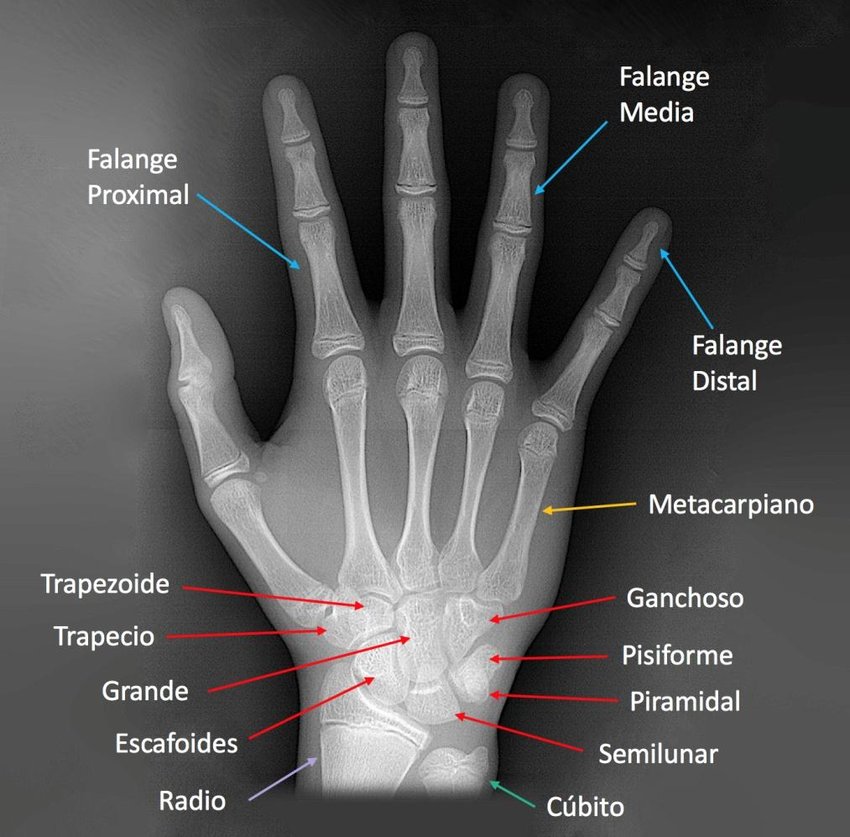 Falange
Media
Falange
Proximal
Falange
Distal
Metacarpiano
Trapezoide
Ganchoso
Trapecio
Pisiforme
Grande
Piramidal
Escafoides
Semilunar
Radio
Cúbito